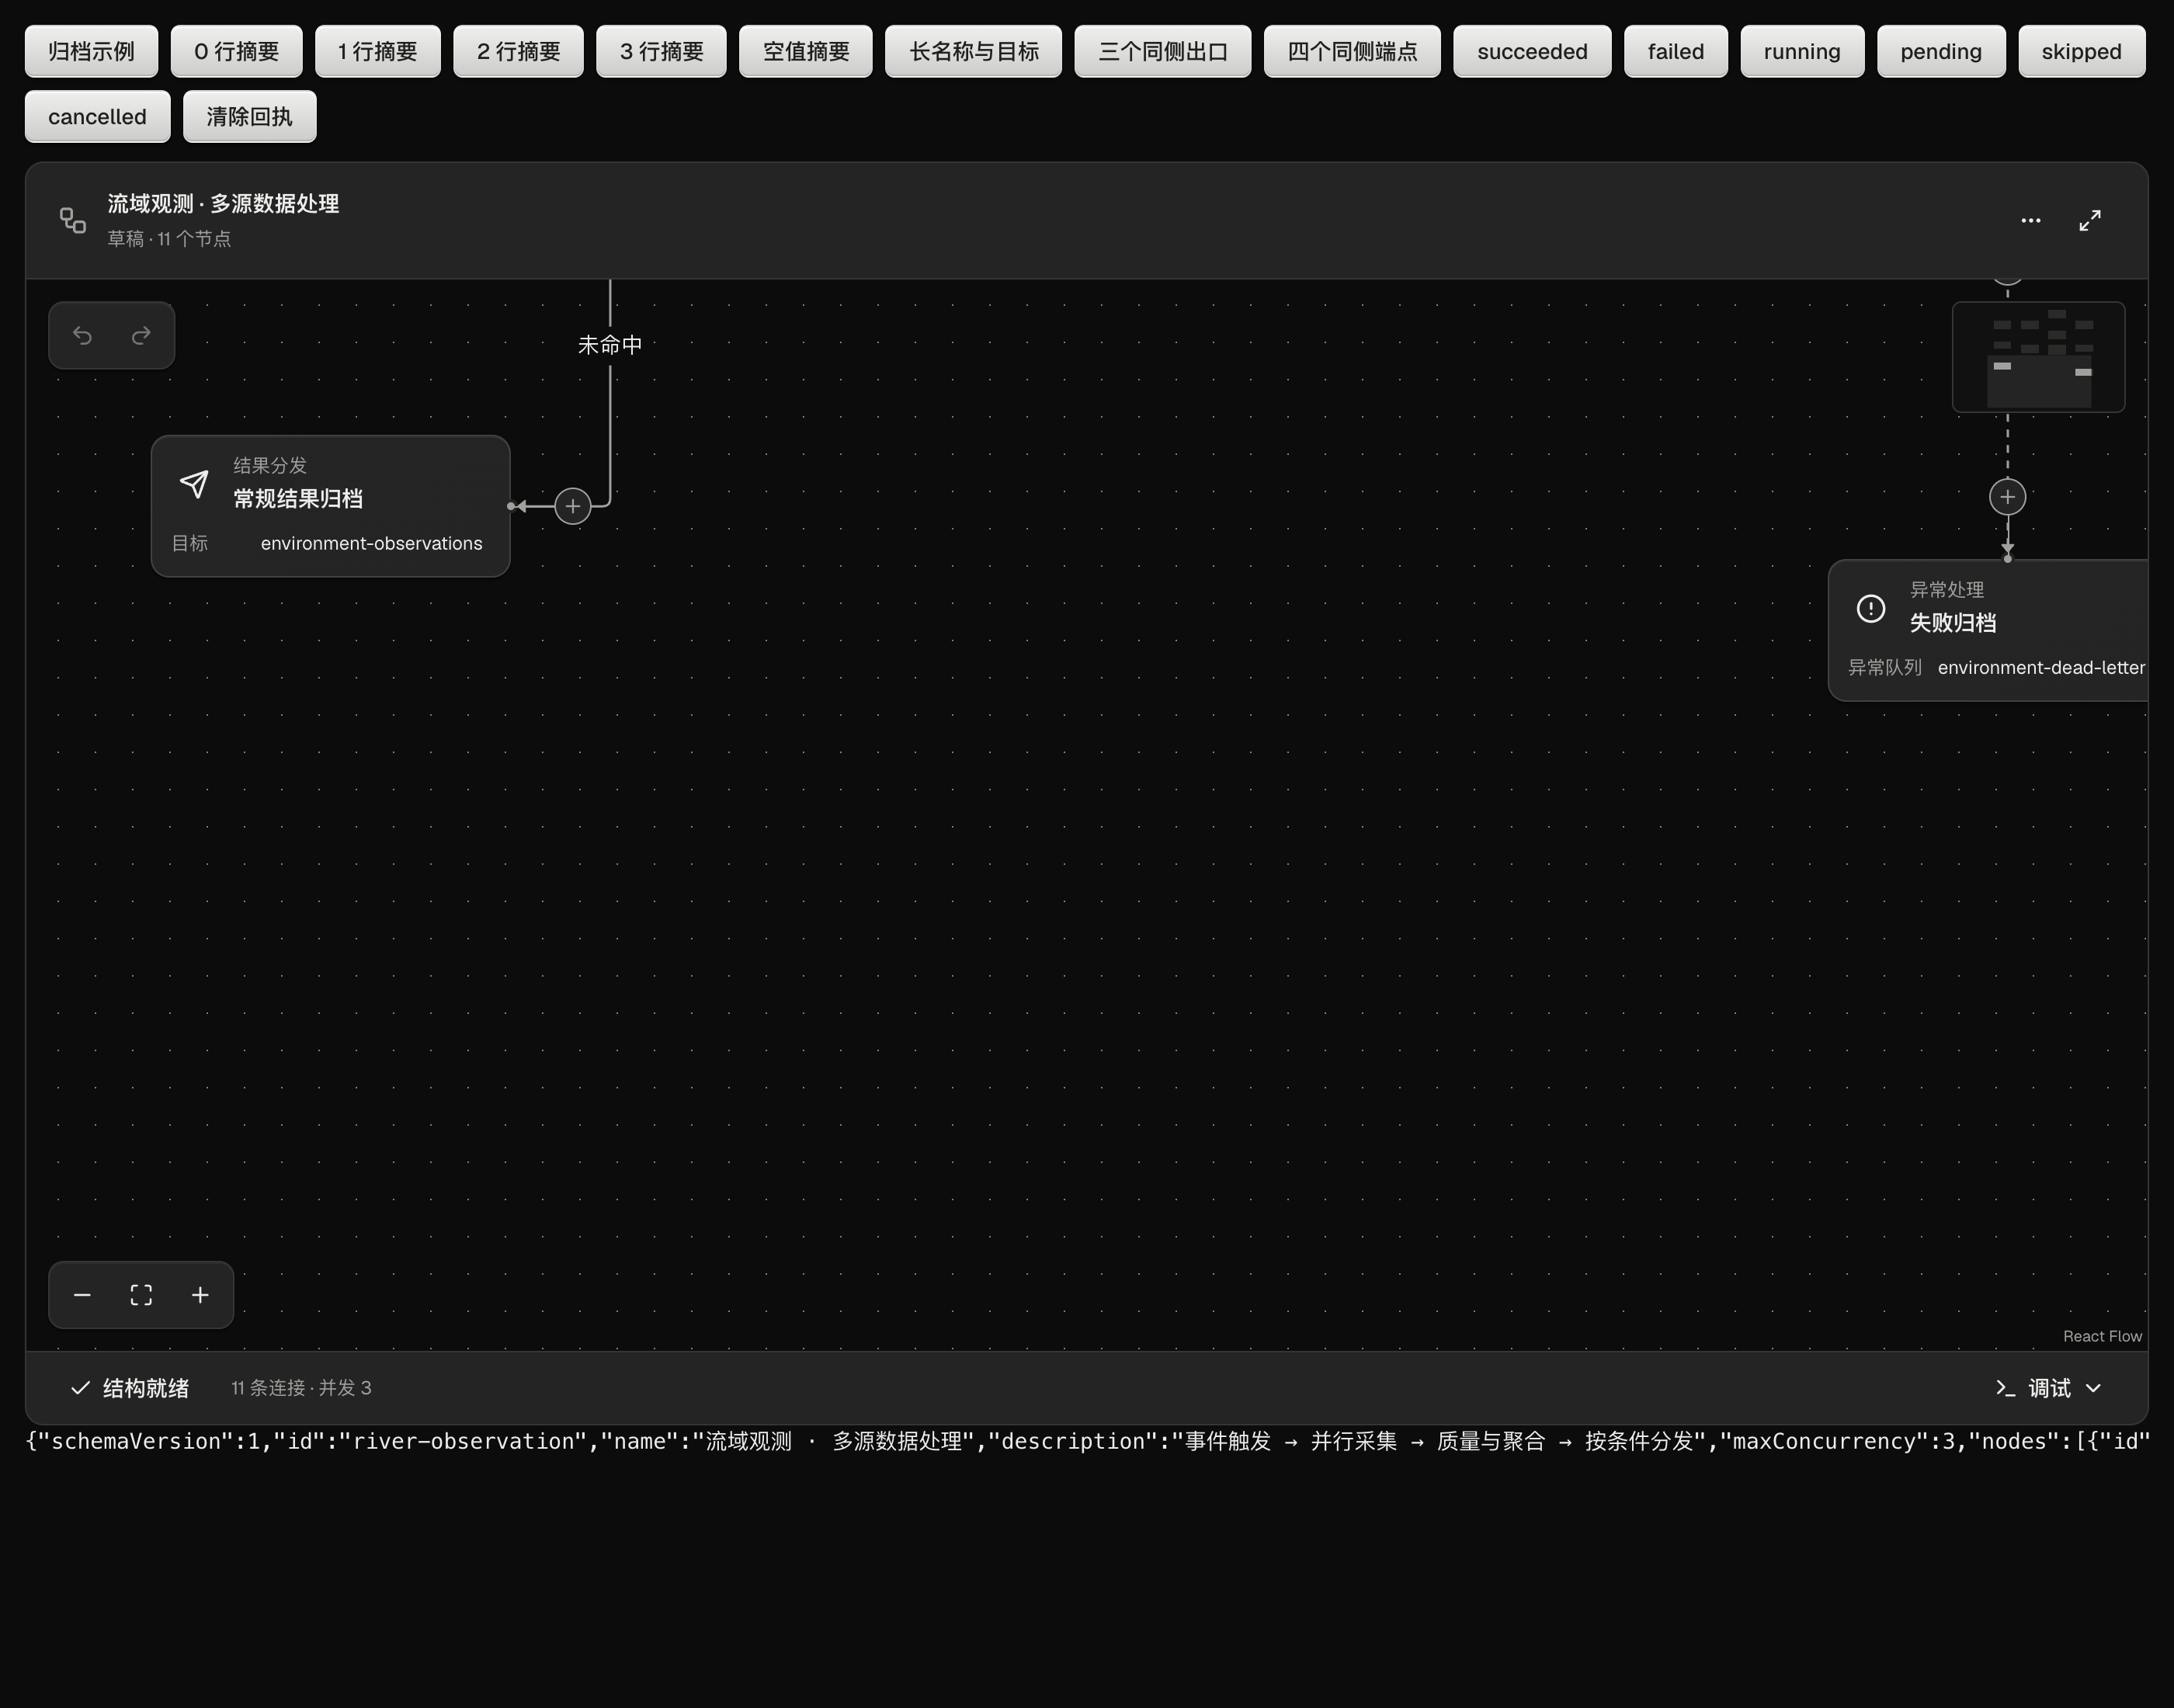 归档示例
0 行摘要
1 行摘要
2 行摘要
3 行摘要
空值摘要
长名称与目标
三个同侧出口
四个同侧端点
succeeded
failed
running
pending
skipped
cancelled
清除回执
流域观测 · 多源数据处理
草稿 · 11 个节点
未命中
结果分发
常规结果归档
目标 environment-observations
异常处理
失败归档
异常队列 environment-dead-letter
React Flow
结构就绪
11 条连接 · 并发 3
调试
{"schemaVersion":1,"id":"river-observation","name":"流域观测 · 多源数据处理","description":"事件触发 → 并行采集 → 质量与聚合 → 按条件分发","maxConcurrency":3,"nodes":[{"id"